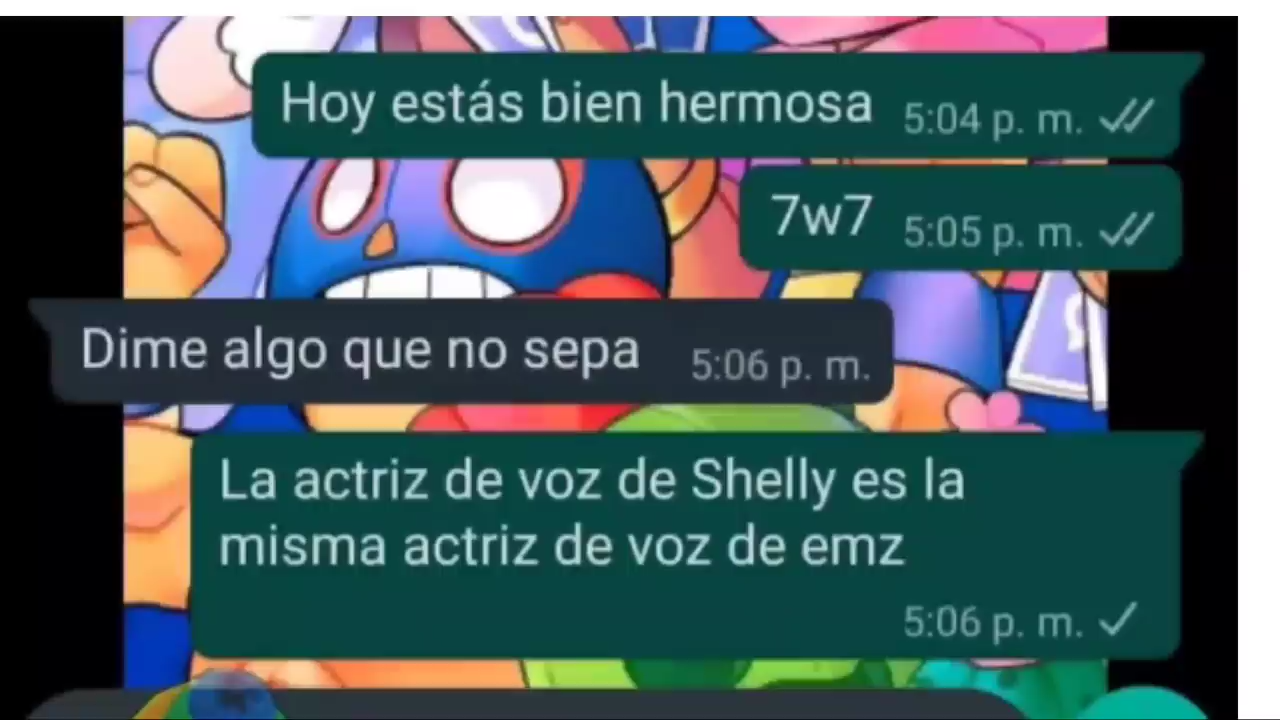 Hoy estás bien hermosa 5:04 p. m.
7w7 5:05 p. m.
Dime algo que no sepa 5:06 p. m.
La actriz de voz de Shelly es la
misma actriz de voz de emz
5:06 p. m.